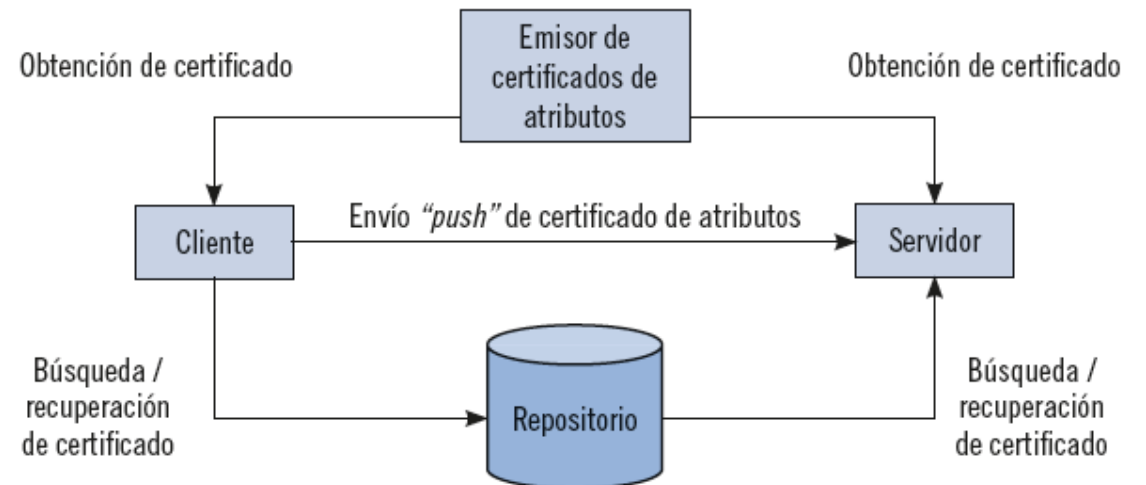 Emisor de
certificados de
atributos
Obtención de certificado
Obtención de certificado
Envío “push” de certificado de atributos
Cliente
Servidor
Búsqueda /
recuperación
de certificado
Repositorio
Búsqueda /
recuperación
de certificado